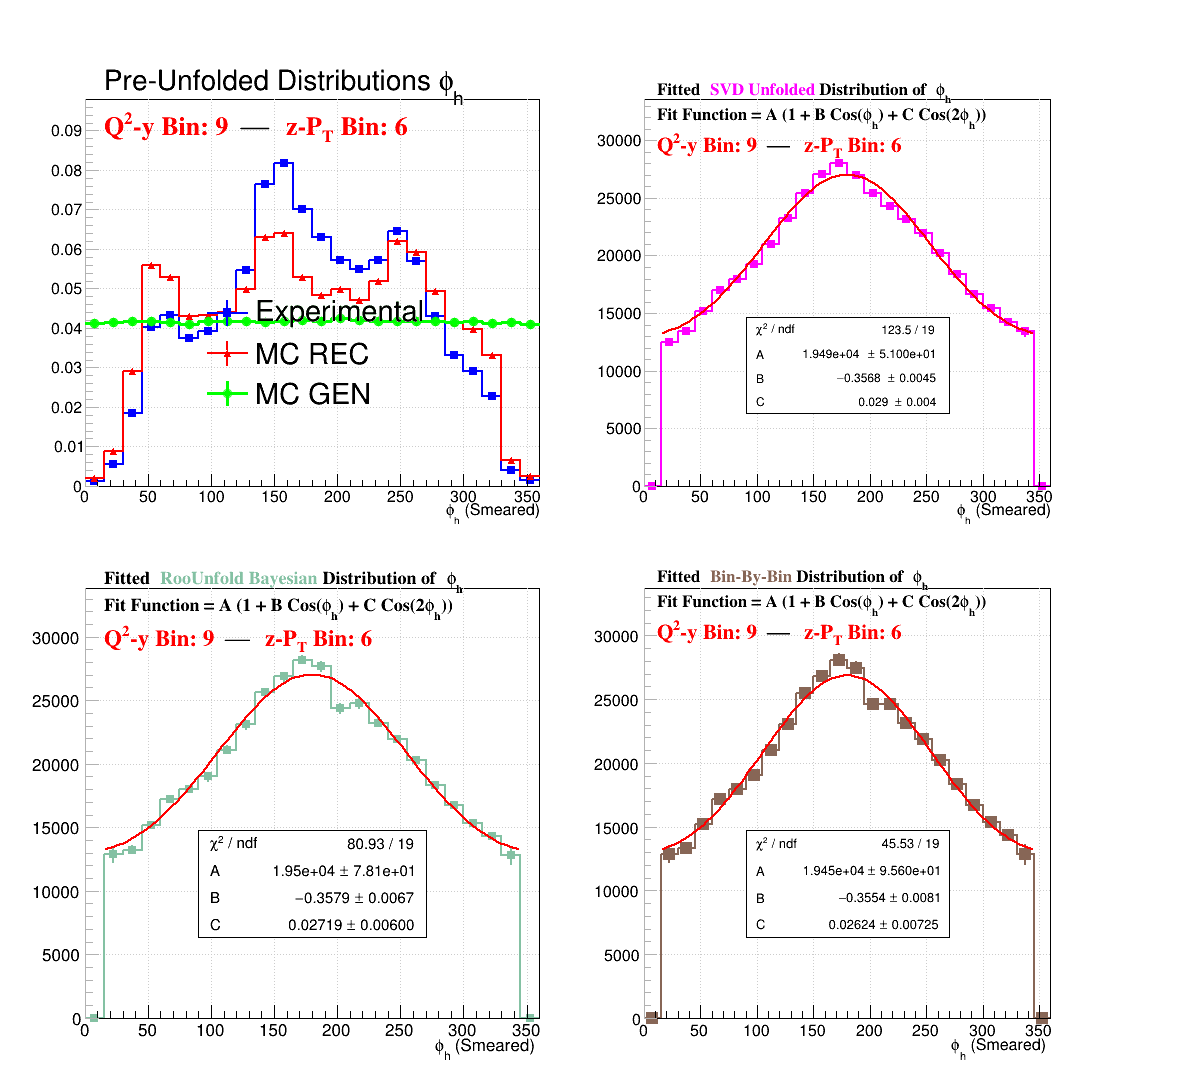 Pre-Unfolded Distributions ϕh
Q²-y Bin: 9 — z-PT Bin: 6
0.09
0.08
0.07
0.06
0.05
0.04
0.03
0.02
0.01
0
Experimental
MC REC
MC GEN
0 50 100 150 200 250 300 350
ϕh (Smeared)
Fitted SVD Unfolded Distribution of ϕh
Fit Function = A (1 + B Cos(ϕh) + C Cos(2ϕh))
Q²-y Bin: 9 — z-PT Bin: 6
30000
25000
20000
15000
10000
5000
0
χ² / ndf 123.5 / 19
A 1.949e+04 ± 5.100e+01
B −0.3568 ± 0.0045
C 0.029 ± 0.004
0 50 100 150 200 250 300 350
ϕh (Smeared)
Fitted RooUnfold Bayesian Distribution of ϕh
Fit Function = A (1 + B Cos(ϕh) + C Cos(2ϕh))
Q²-y Bin: 9 — z-PT Bin: 6
30000
25000
20000
15000
10000
5000
0
χ² / ndf 80.93 / 19
A 1.95e+04 ± 7.81e+01
B −0.3579 ± 0.0067
C 0.02719 ± 0.00600
0 50 100 150 200 250 300 350
ϕh (Smeared)
Fitted Bin-By-Bin Distribution of ϕh
Fit Function = A (1 + B Cos(ϕh) + C Cos(2ϕh))
Q²-y Bin: 9 — z-PT Bin: 6
30000
25000
20000
15000
10000
5000
0
χ² / ndf 45.53 / 19
A 1.945e+04 ± 9.560e+01
B −0.3554 ± 0.0081
C 0.02624 ± 0.00725
0 50 100 150 200 250 300 350
ϕh (Smeared)